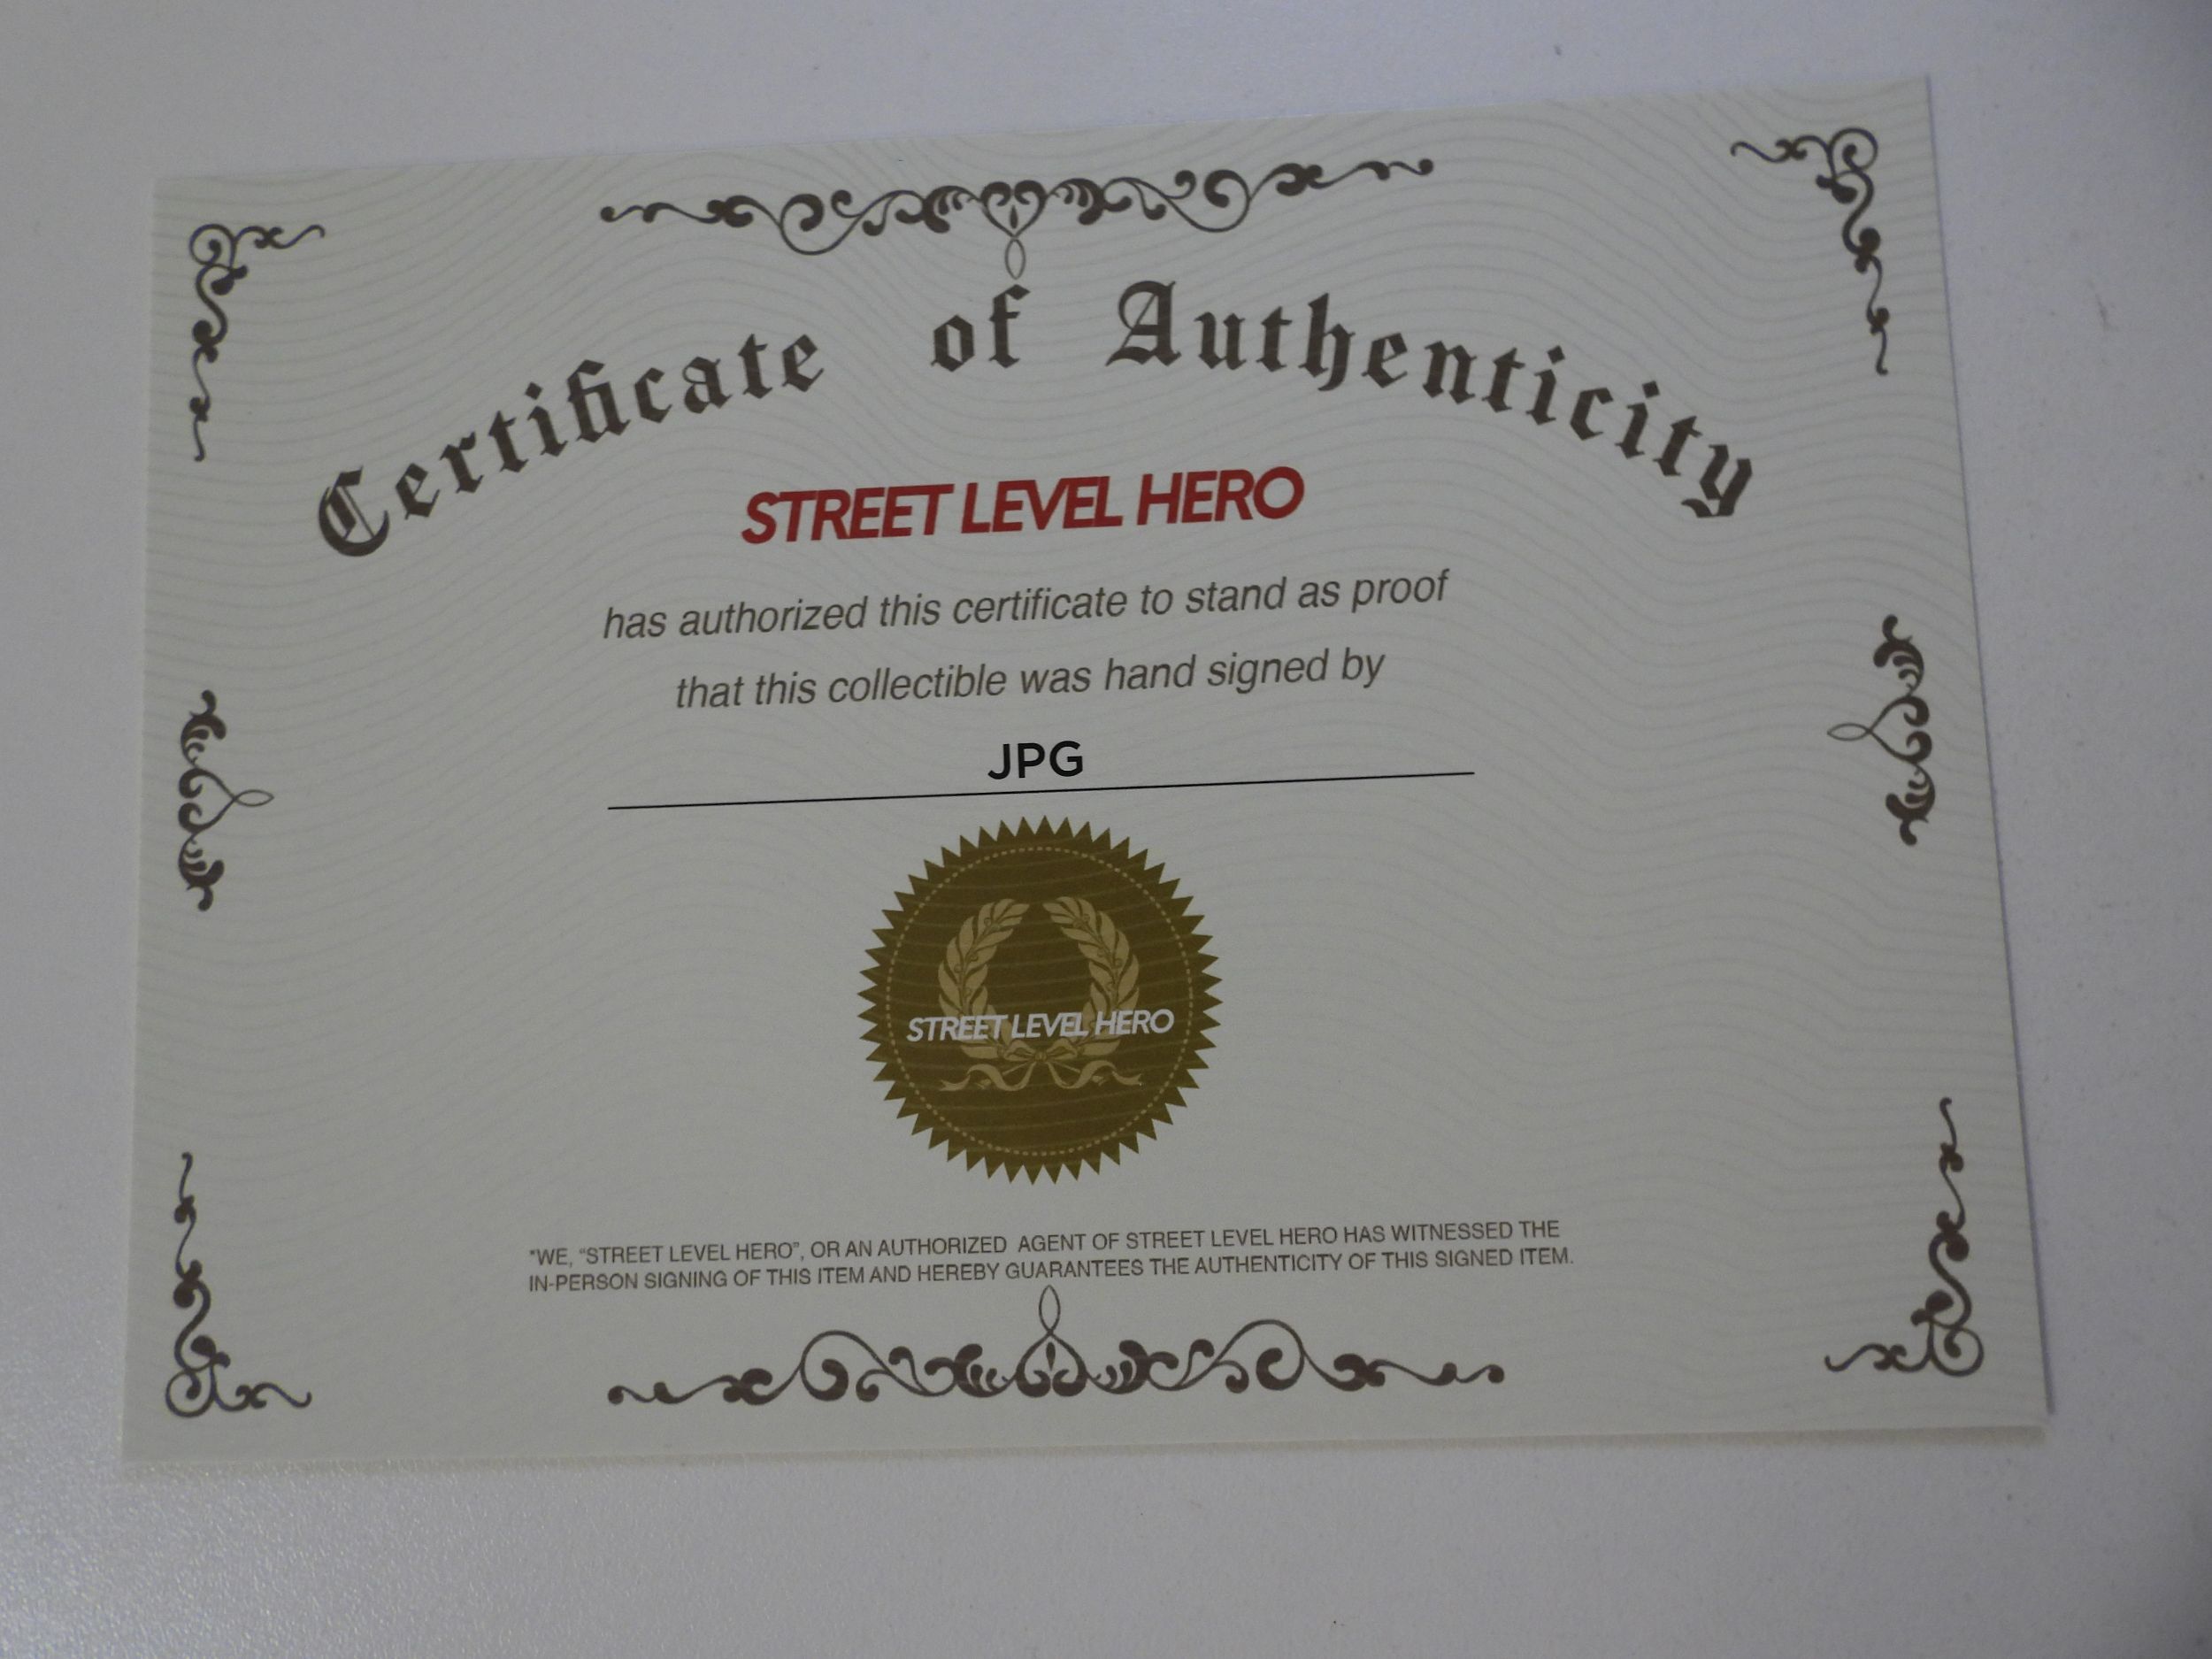 Certificate of Authenticity
STREET LEVEL HERO
has authorized this certificate to stand as proof
that this collectible was hand signed by
JPG
STREET LEVEL HERO
*WE, “STREET LEVEL HERO”, OR AN AUTHORIZED AGENT OF STREET LEVEL HERO HAS WITNESSED THE
IN-PERSON SIGNING OF THIS ITEM AND HEREBY GUARANTEES THE AUTHENTICITY OF THIS SIGNED ITEM.